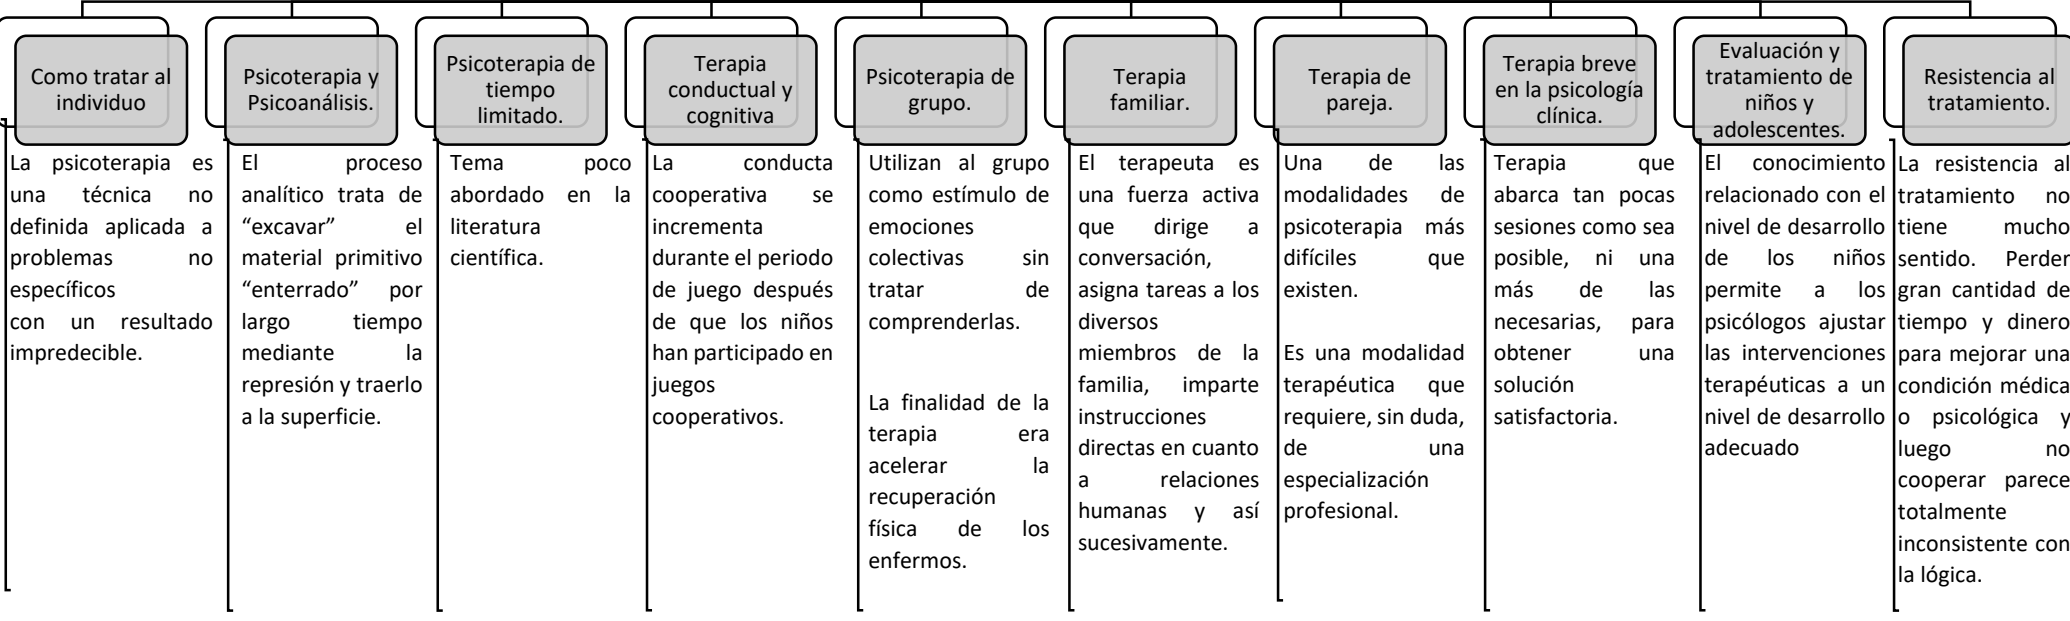 Como tratar al
individuo
La psicoterapia es
una técnica no
definida aplicada a
problemas no
específicos
con un resultado
impredecible.
Psicoterapia y
Psicoanálisis.
El proceso
analítico trata de
“excavar” el
material primitivo
“enterrado” por
largo tiempo
mediante la
represión y traerlo
a la superficie.
Psicoterapia de
tiempo
limitado.
Tema poco
abordado en la
literatura
científica.
Terapia
conductual y
cognitiva
La conducta
cooperativa se
incrementa
durante el periodo
de juego después
de que los niños
han participado en
juegos
cooperativos.
Psicoterapia de
grupo.
Utilizan al grupo
como estímulo de
emociones
colectivas sin
tratar de
comprenderlas.
La finalidad de la
terapia era
acelerar la
recuperación
física de los
enfermos.
Terapia
familiar.
El terapeuta es
una fuerza activa
que dirige a
conversación,
asigna tareas a los
diversos
miembros de la
familia, imparte
instrucciones
directas en cuanto
a relaciones
humanas y así
sucesivamente.
Terapia de
pareja.
Una de las
modalidades de
psicoterapia más
difíciles que
existen.
Es una modalidad
terapéutica que
requiere, sin duda,
de una
especialización
profesional.
Terapia breve
en la psicología
clínica.
Terapia que
abarca tan pocas
sesiones como sea
posible, ni una
más de las
necesarias, para
obtener una
solución
satisfactoria.
Evaluación y
tratamiento de
niños y
adolescentes.
El conocimiento
relacionado con el
nivel de desarrollo
de los niños
permite a los
psicólogos ajustar
las intervenciones
terapéuticas a un
nivel de desarrollo
adecuado
Resistencia al
tratamiento.
La resistencia al
tratamiento no
tiene mucho
sentido. Perder
gran cantidad de
tiempo y dinero
para mejorar una
condición médica
o psicológica y
luego no
cooperar parece
totalmente
inconsistente con
la lógica.